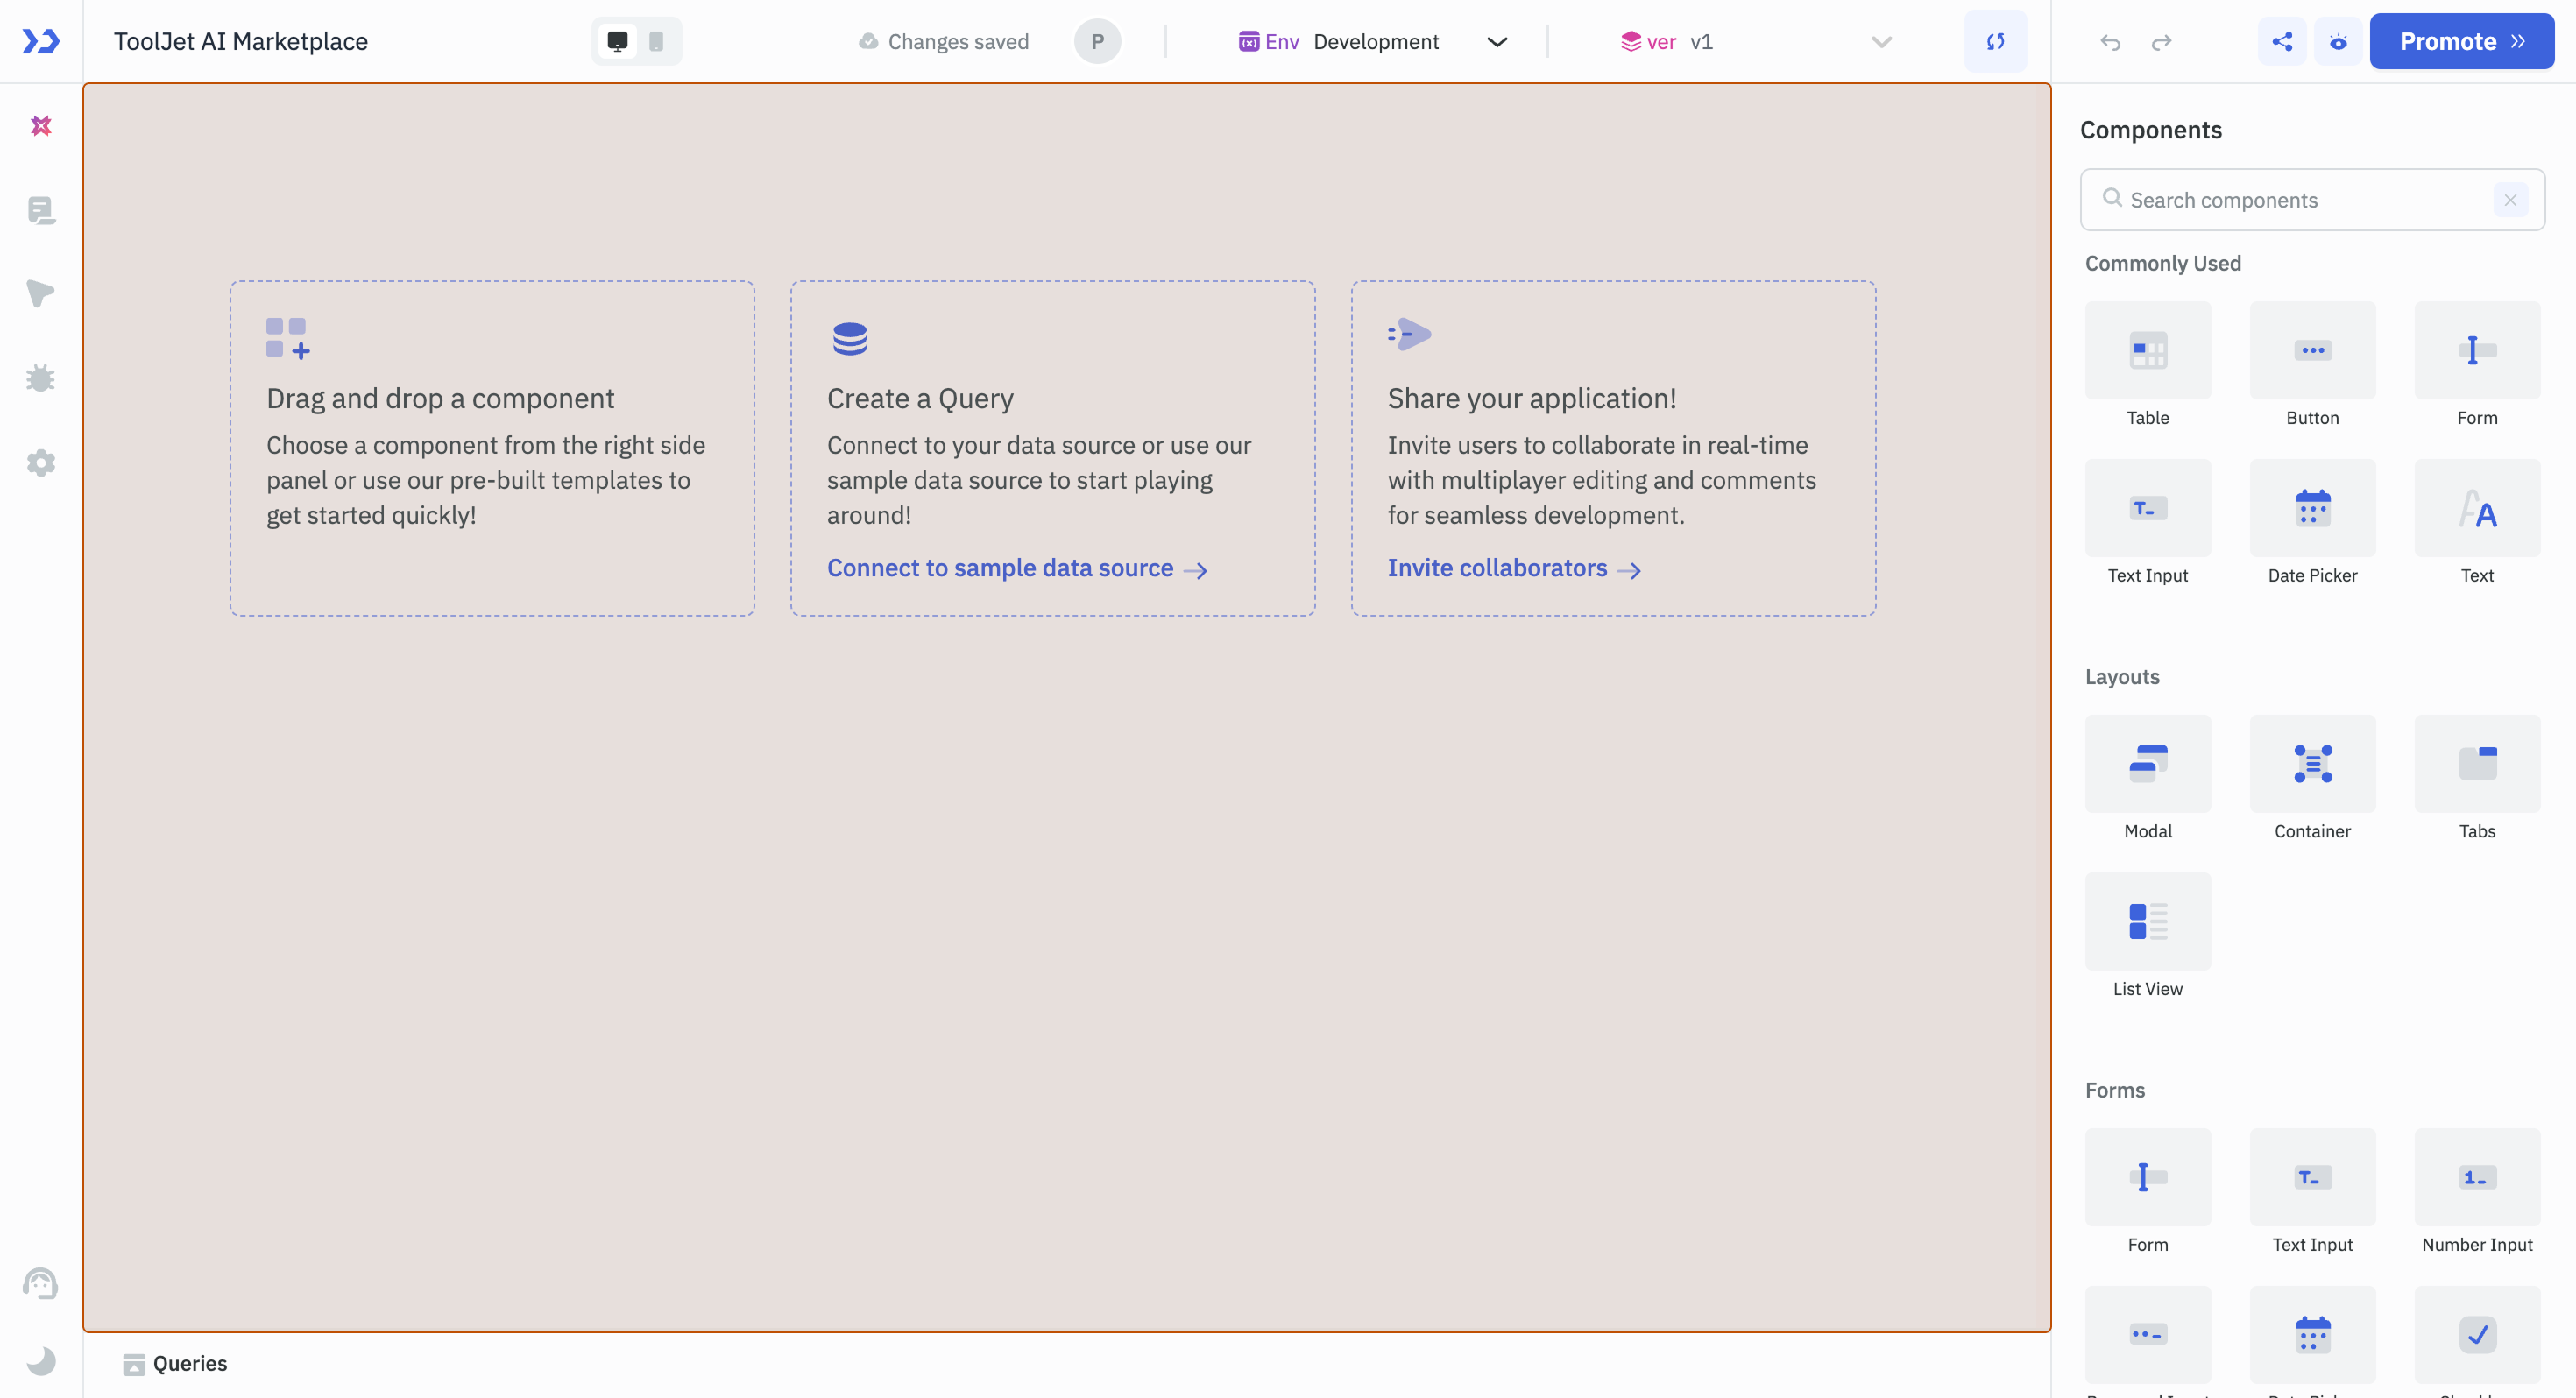 ToolJet AI Marketplace
Changes saved
P
Env Development
ver v1
Promote
Components
Search components
Commonly Used
Table Button Form
Text Input Date Picker Text
Drag and drop a component
Choose a component from the right side
panel or use our pre-built templates to
get started quickly!
Create a Query
Connect to your data source or use our
sample data source to start playing
around!
Connect to sample data source
Share your application!
Invite users to collaborate in real-time
with multiplayer editing and comments
for seamless development.
Invite collaborators
Layouts
Modal Container Tabs
List View
Forms
Form Text Input Number Input
Queries